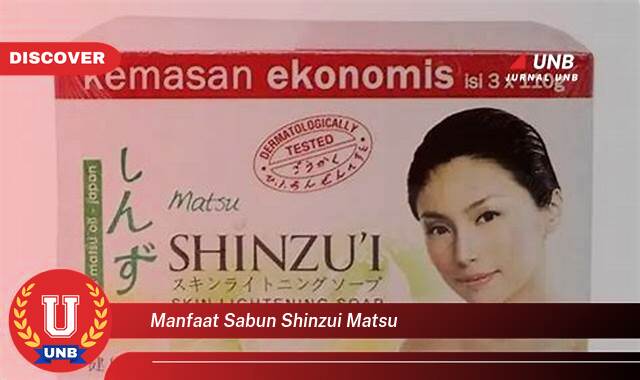 DISCOVER
UNB
JURNAL UNB
Kemasan ekonomis isi 3 x 110g
DERMATOLOGICALLY
TESTED
しんず
matsu oil - japan
Matsu
SHINZU'I
スキンライトニングソープ
SKIN LIGHTENING SOAP
U
UNB
Manfaat Sabun Shinzui Matsu